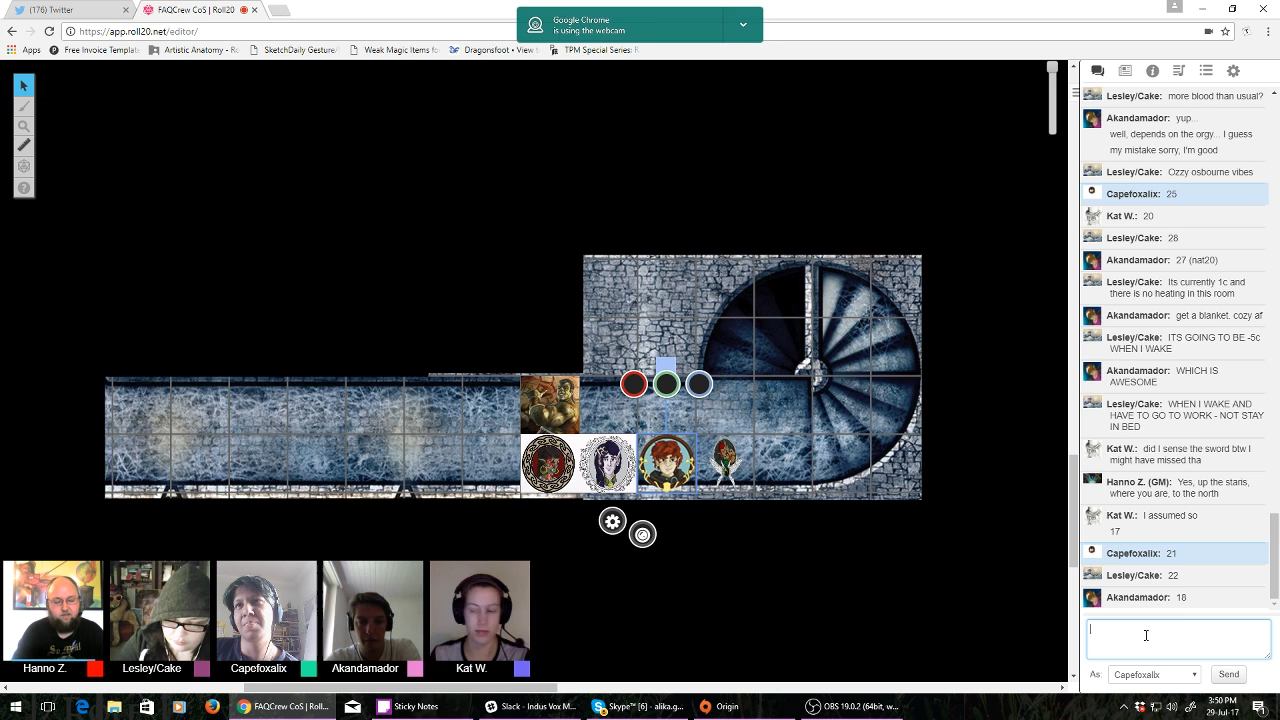 (176) Twitter
FAQCrew CoS | Roll20
Google Chrome
is using the webcam
https://app.roll20.net/editor/
Apps
Free Invoice Template
Artistic Anatomy - Ro
SketchDaily Gesture/
Weak Magic Items for
Dragonsfoot • View t
TPM Special Series R
Lesley/Cake: more blood than usual?
Akandamador: yup...
well, depends on the orgy... I guess
my mistake sorry, I'm good
Lesley/Cake: Ozzy osbourne vibes
Capefoxalix: 25
Kat W.: 20
Lesley/Cake: 28
Akandamador: 27 (nat20)
Lesley/Cake: Its currently 1c and
there is no heating in this room
Akandamador: get a blanket. cozy af
Lesley/Cake: ITS GOING TO BE -5c
WHEN I WAKE
Akandamador: WHICH IS
AWESOME
Lesley/Cake: WHEN I WAKE AND
HAVE TO GO TO WORK - NOT STAY
IN BED
Kat W.: did I sense the sword btw I
might have missed tha
Hanno Z. (GM): Yes, up the stairs,
where you are, to the north
Kat W.: I assumed so
17
Capefoxalix: 21
Lesley/Cake: 22
Akandamador: 18
As:
Capefoxalix
Send
Hanno Z.
Lesley/Cake
Capefoxalix
Akandamador
Kat W.
FAQCrew CoS | Roll...
Sticky Notes
Slack - Indus Vox M...
Skype™ [6] - alika.g...
Origin
OBS 19.0.2 (64bit, w...
3:50 PM
29-Jul-17